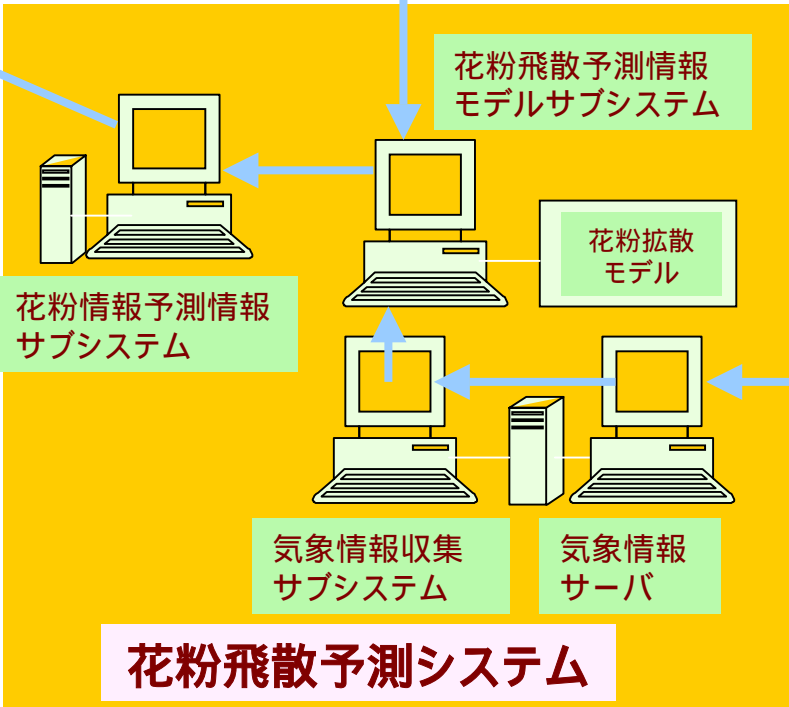 花粉飛散予測情報
モデルサブシステム
花粉拡散
モデル
花粉情報予測情報
サブシステム
気象情報収集
サブシステム
気象情報
サーバ
花粉飛散予測システム